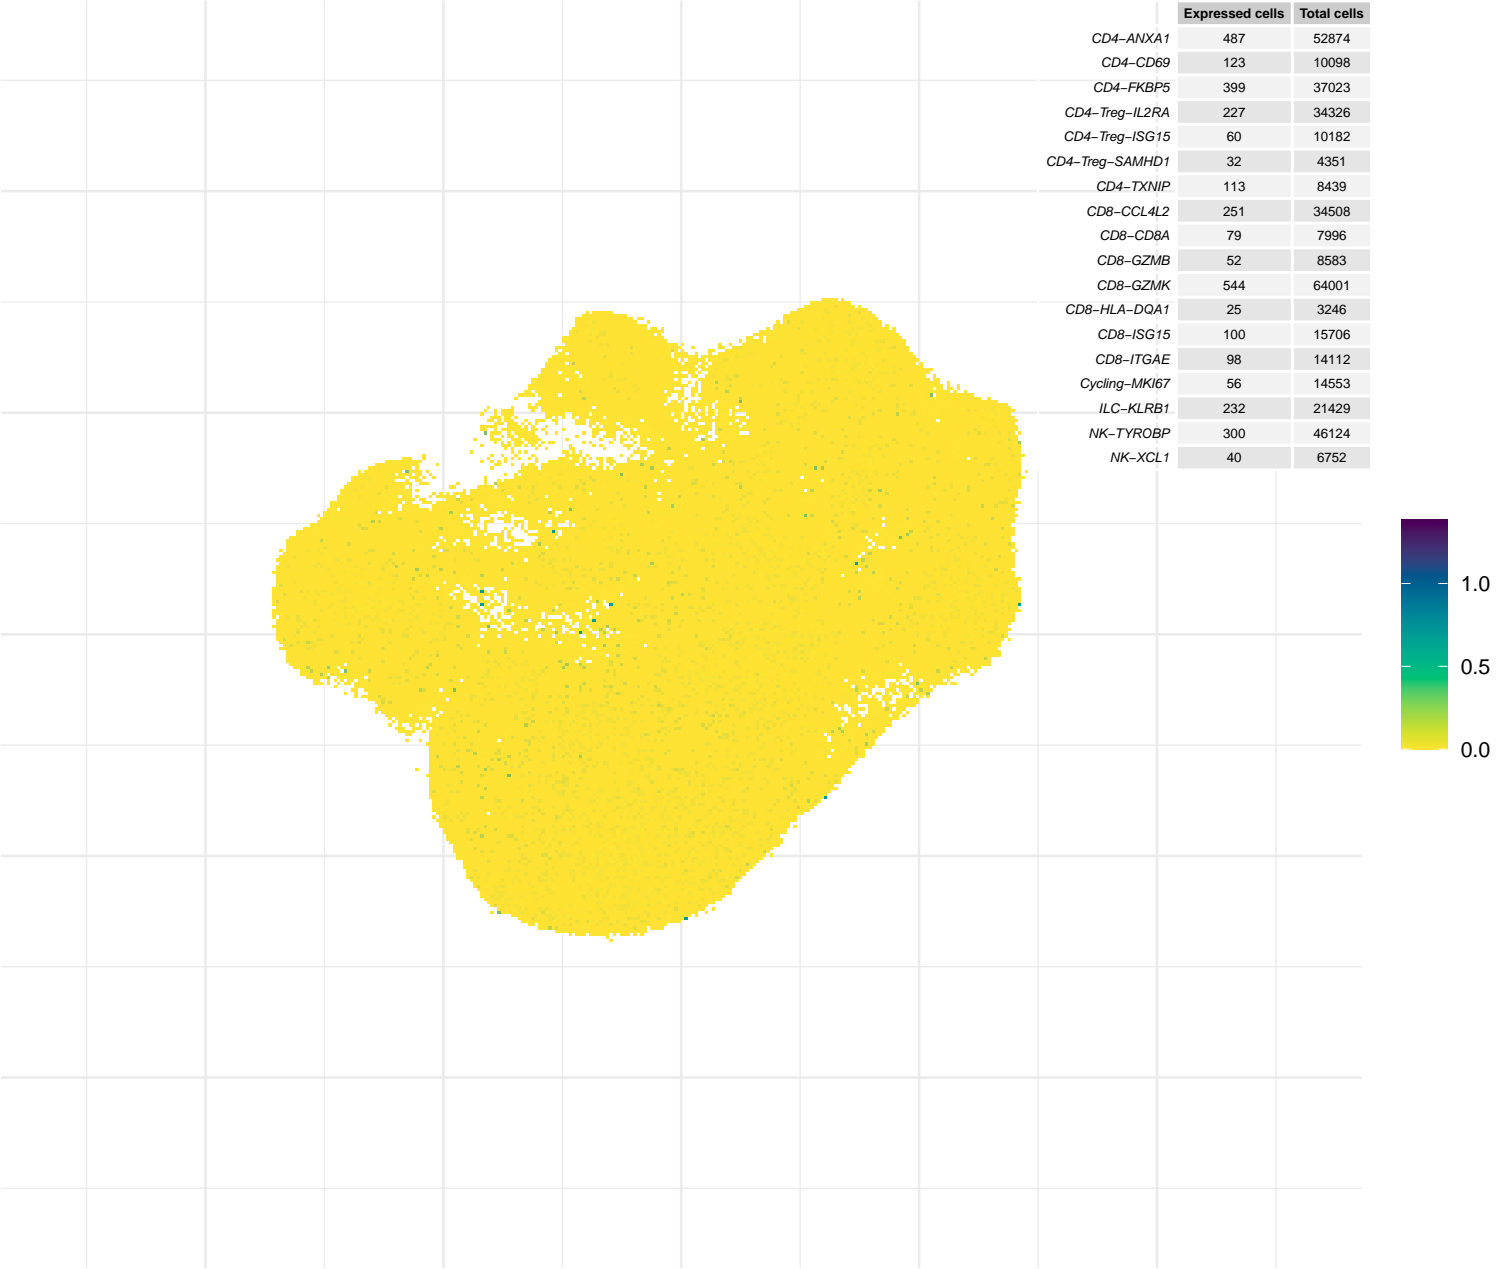 Expressed cells Total cells
CD4−ANXA1 487 52874
CD4−CD69 123 10098
CD4−FKBP5 399 37023
CD4−Treg−IL2RA 227 34326
CD4−Treg−ISG15 60 10182
CD4−Treg−SAMHD1 32 4351
CD4−TXNIP 113 8439
CD8−CCL4L2 251 34508
CD8−CD8A 79 7996
CD8−GZMB 52 8583
CD8−GZMK 544 64001
CD8−HLA−DQA1 25 3246
CD8−ISG15 100 15706
CD8−ITGAE 98 14112
Cycling−MKI67 56 14553
ILC−KLRB1 232 21429
NK−TYROBP 300 46124
NK−XCL1 40 6752
1.0
0.5
0.0